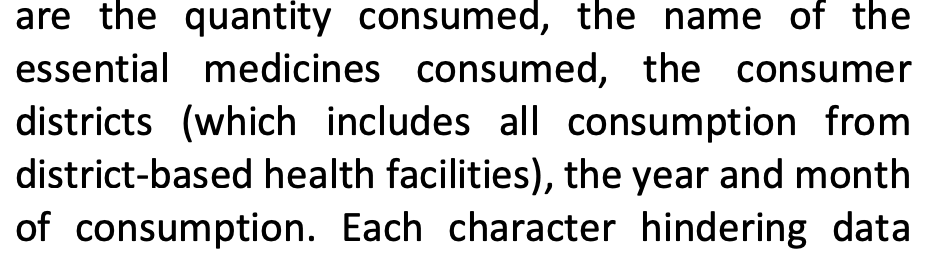 are the quantity consumed, the name of the
essential medicines consumed, the consumer
districts (which includes all consumption from
district-based health facilities), the year and month
of consumption. Each character hindering data